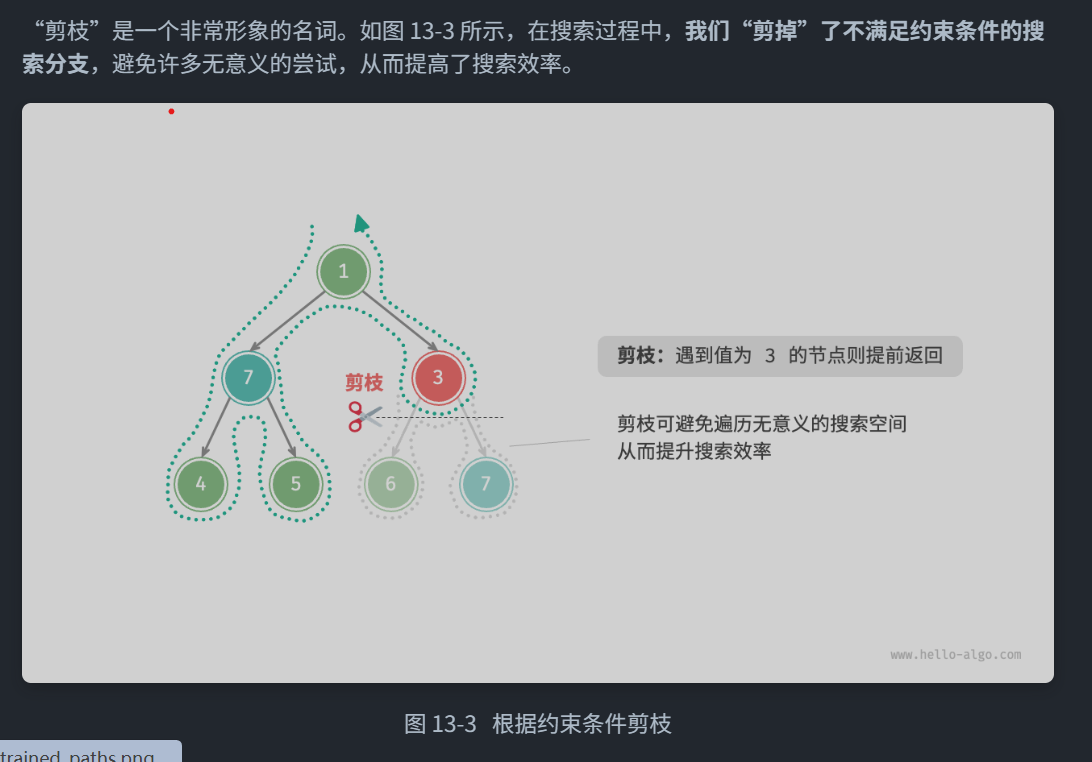 “剪枝”是一个非常形象的名词。如图 13-3 所示，在搜索过程中，我们“剪掉”了不满足约束条件的搜
索分支，避免许多无意义的尝试，从而提高了搜索效率。
1
7
剪枝
3
4
5
6
7
剪枝：遇到值为 3 的节点则提前返回
剪枝可避免遍历无意义的搜索空间
从而提升搜索效率
www.hello-algo.com
图 13-3 根据约束条件剪枝
trained_paths.png